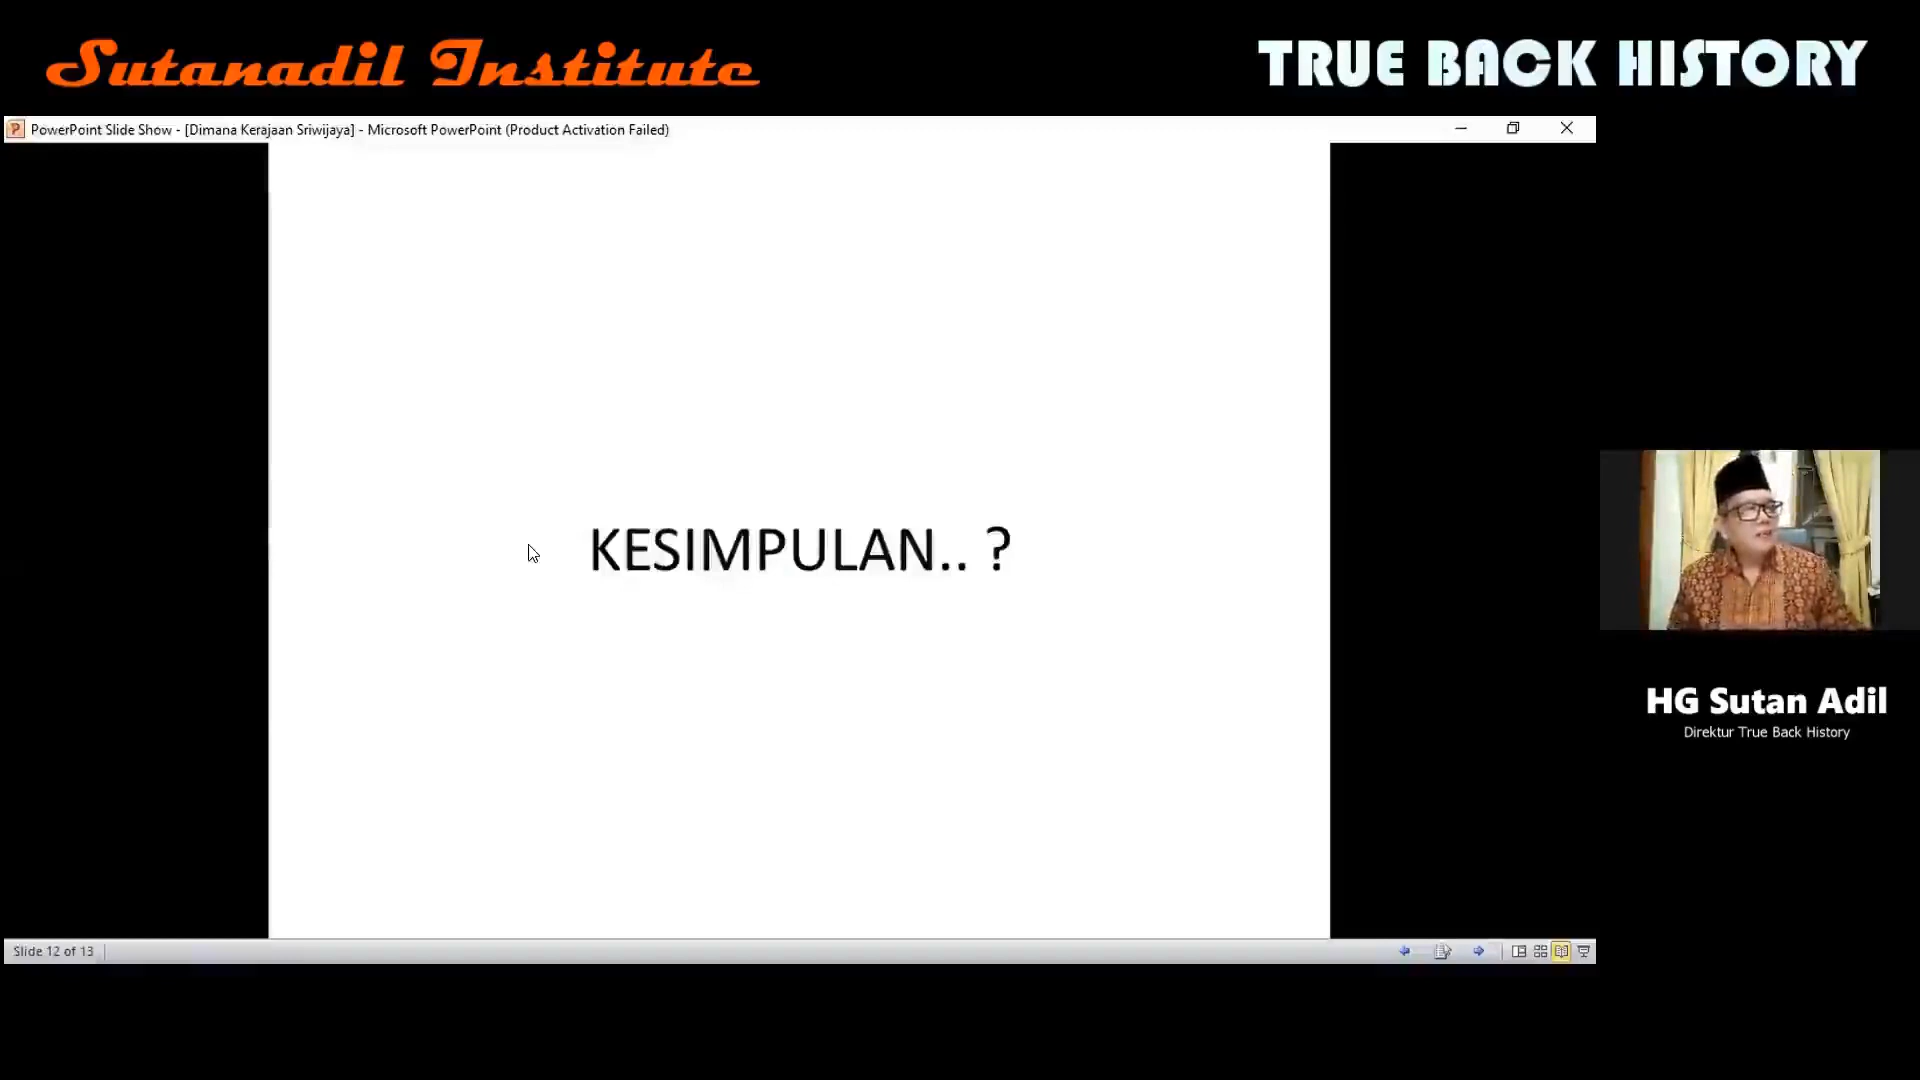 Sutanadil Institute
TRUE BACK HISTORY
PowerPoint Slide Show - [Dimana Kerajaan Sriwijaya] - Microsoft PowerPoint (Product Activation Failed)
KESIMPULAN.. ?
HG Sutan Adil
Direktur True Back History
Slide 12 of 13